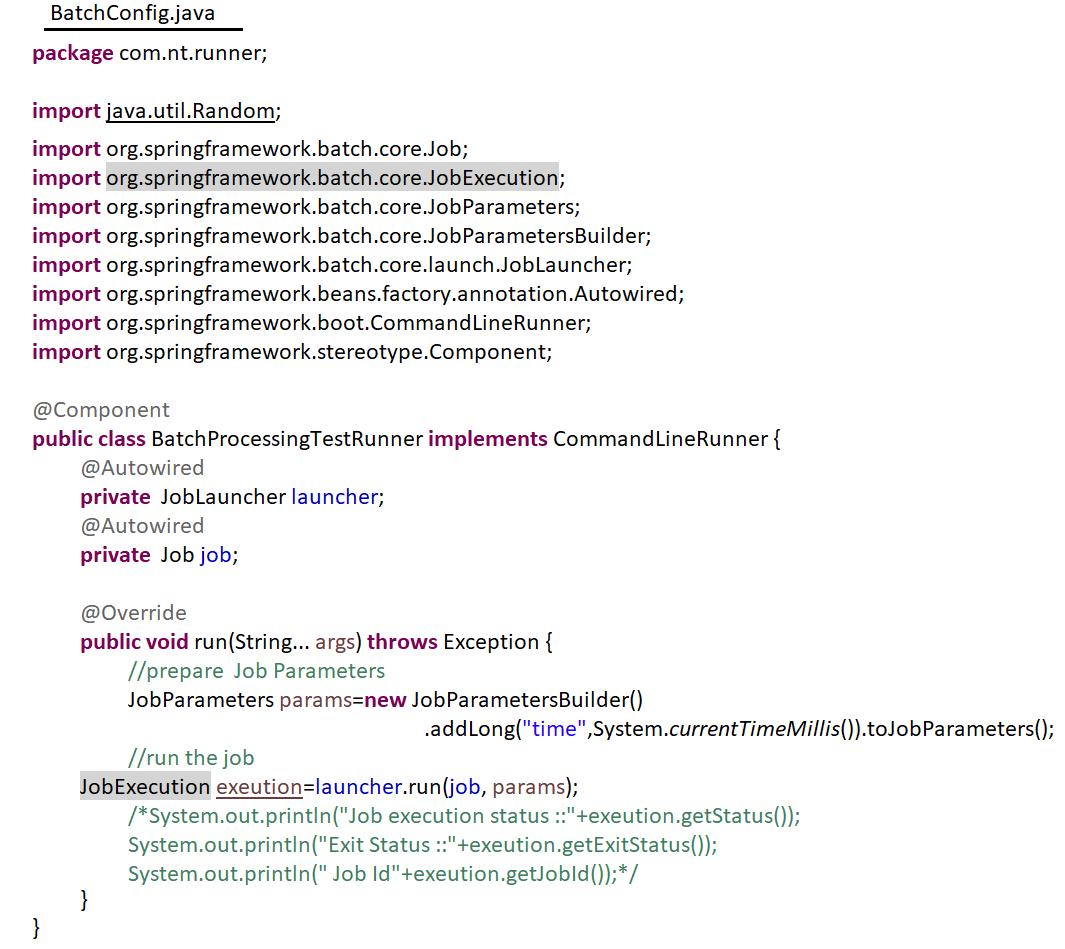 BatchConfig.java
package com.nt.runner;
import java.util.Random;
import org.springframework.batch.core.Job;
import org.springframework.batch.core.JobExecution;
import org.springframework.batch.core.JobParameters;
import org.springframework.batch.core.JobParametersBuilder;
import org.springframework.batch.core.launch.JobLauncher;
import org.springframework.beans.factory.annotation.Autowired;
import org.springframework.boot.CommandLineRunner;
import org.springframework.stereotype.Component;
@Component
public class BatchProcessingTestRunner implements CommandLineRunner {
@Autowired
private  JobLauncher launcher;
@Autowired
private  Job job;
@Override
public void run(String... args) throws Exception {
//prepare  Job Parameters
JobParameters params=new JobParametersBuilder()
.addLong("time",System.currentTimeMillis()).toJobParameters();
//run the job
JobExecution exeution=launcher.run(job, params);
/*System.out.println("Job execution status ::"+exeution.getStatus());
System.out.println("Exit Status ::"+exeution.getExitStatus());
System.out.println(" Job Id"+exeution.getJobId());*/
}
}